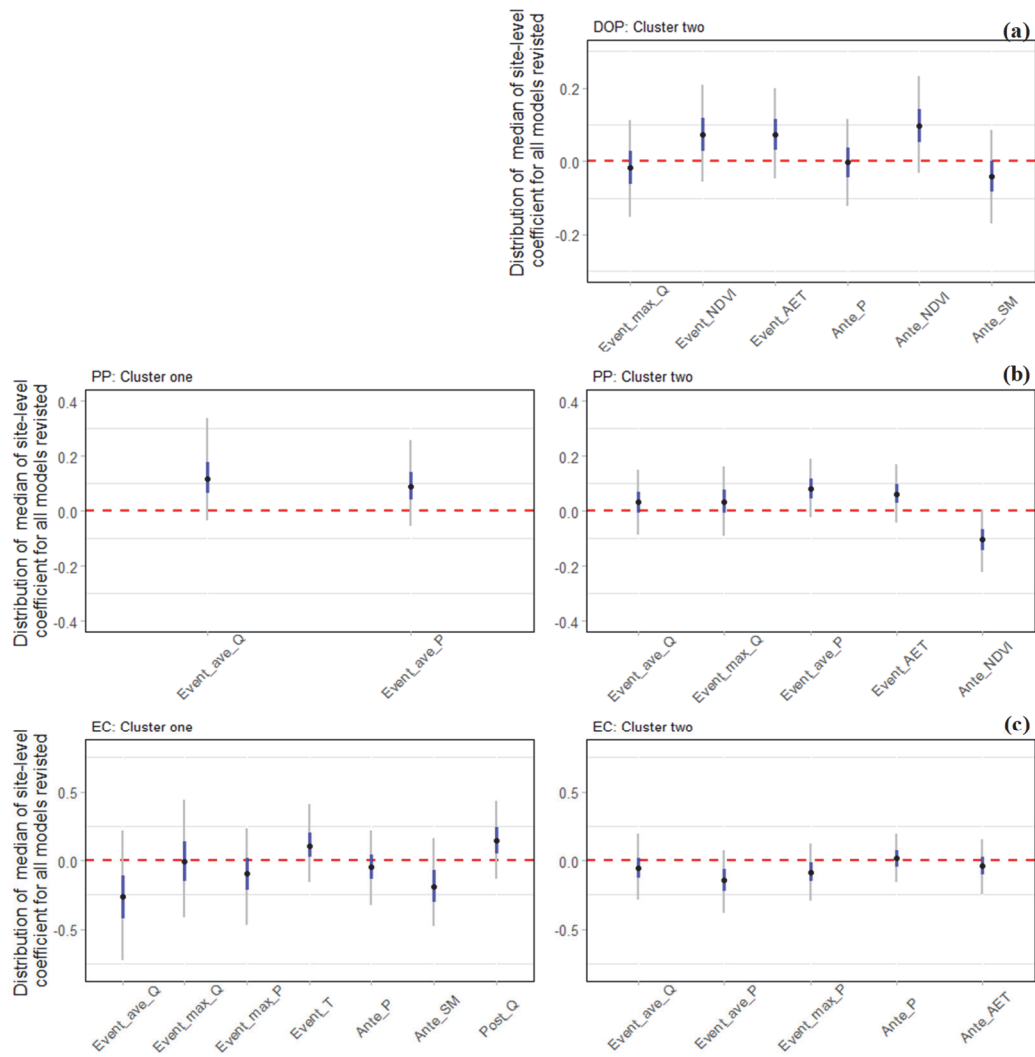 DOP: Cluster two
(a)
Distribution of median of site-level
coefficient for all models revisted
0.2
0.0
-0.2
Event_max_Q
Event_NDVI
Event_AET
Ante_P
Ante_NDVI
Ante_SM
PP: Cluster one
Distribution of median of site-level
coefficient for all models revisted
0.4
0.2
0.0
-0.2
-0.4
Event_ave_Q
Event_ave_P
PP: Cluster two
(b)
0.4
0.2
0.0
-0.2
-0.4
Event_ave_Q
Event_max_Q
Event_ave_P
Event_AET
Ante_NDVI
EC: Cluster one
Distribution of median of site-level
coefficient for all models revisted
0.5
0.0
-0.5
Event_ave_Q
Event_max_Q
Event_max_P
Event_T
Ante_P
Ante_SM
Post_Q
EC: Cluster two
(c)
0.5
0.0
-0.5
Event_ave_Q
Event_ave_P
Event_max_P
Ante_P
Ante_AET